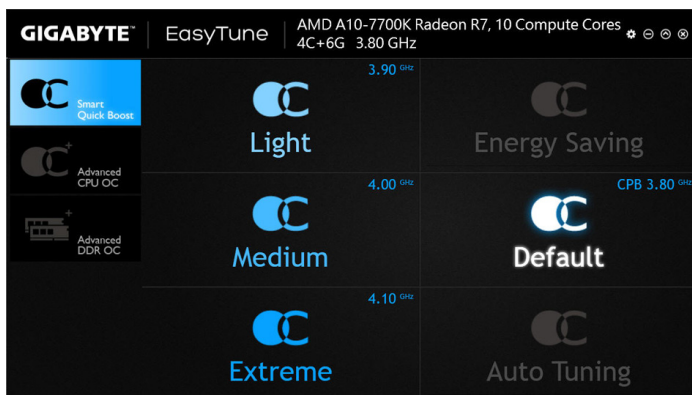 GIGABYTE™ EasyTune AMD A10-7700K Radeon R7, 10 Compute Cores
4C+6G 3.80 GHz
Smart
Quick Boost
Advanced
CPU OC
Advanced
DDR OC
3.90 GHz
Light
Energy Saving
4.00 GHz
Medium
CPB 3.80 GHz
Default
4.10 GHz
Extreme
Auto Tuning